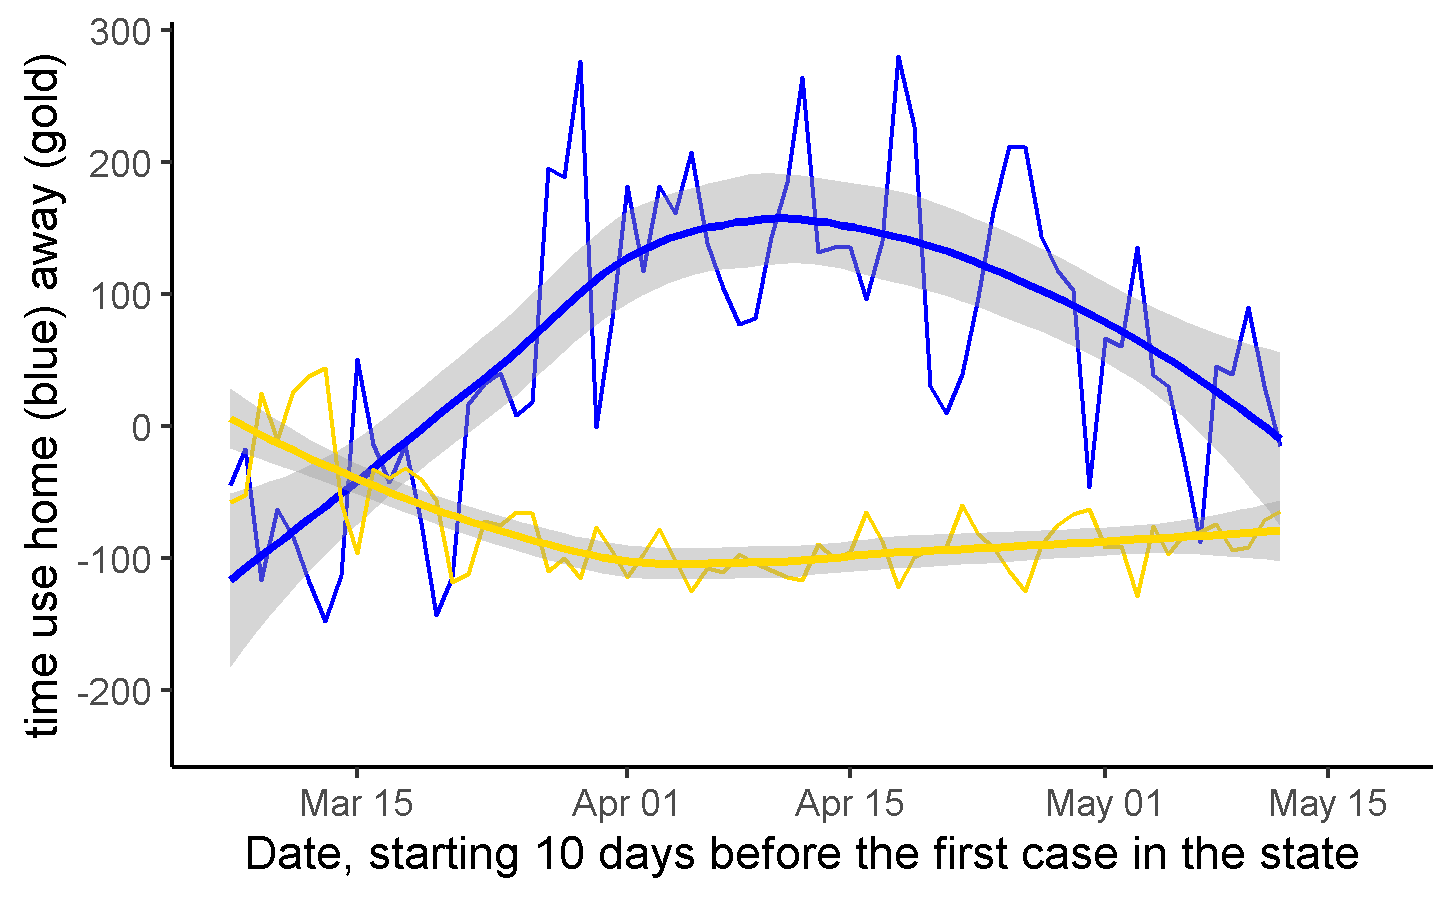 time use home (blue) away (gold)
300
200
100
0
-100
-200
Mar 15
Apr 01
Apr 15
May 01
May 15
Date, starting 10 days before the first case in the state